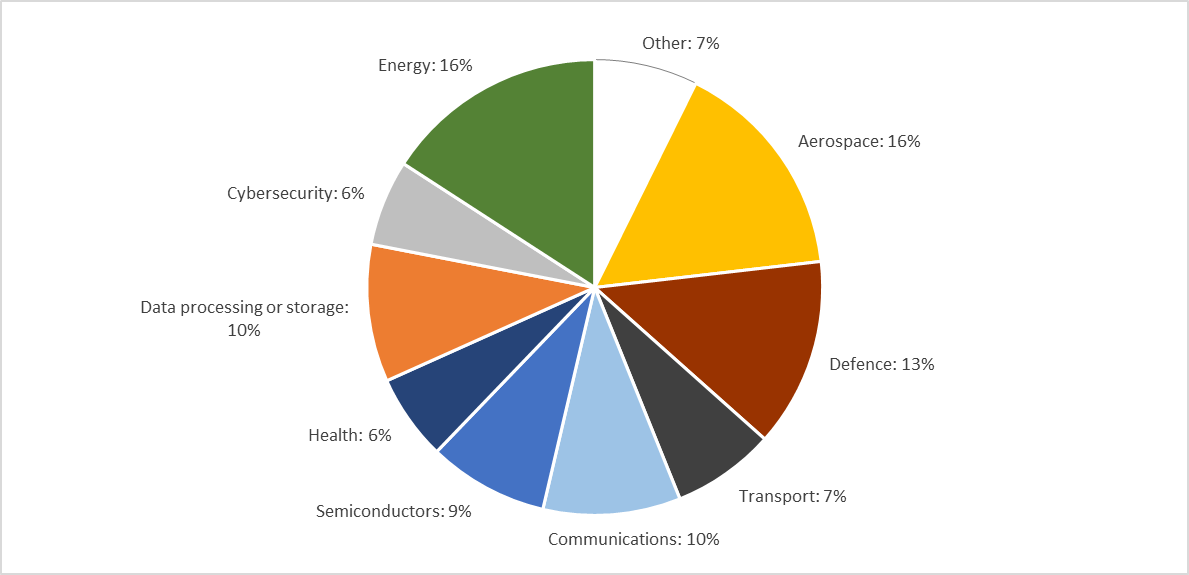 Other: 7%
Energy: 16%
Aerospace: 16%
Cybersecurity: 6%
Data processing or storage:
10%
Defence: 13%
Health: 6%
Transport: 7%
Semiconductors: 9%
Communications: 10%